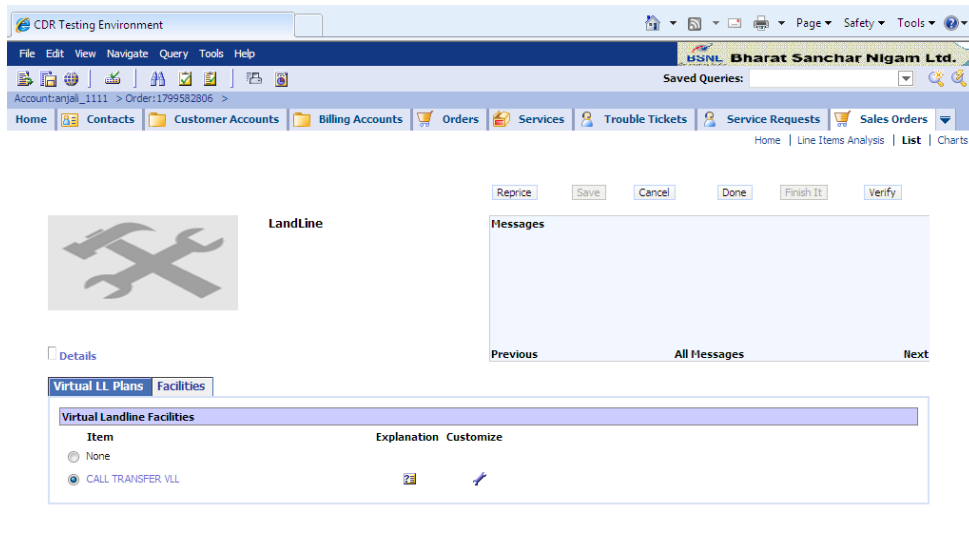 CDR Testing Environment
Page Safety Tools
File Edit View Navigate Query Tools Help
BSNL Bharat Sanchar Nigam Ltd.
Saved Queries:
Account:anjali_1111 > Order:1799582806 >
Home Contacts Customer Accounts Billing Accounts Orders Services Trouble Tickets Service Requests Sales Orders
Home | Line Items Analysis | List | Charts
Reprice Save Cancel Done Finish It Verify
LandLine
Messages
Details
Previous All Messages Next
Virtual LL Plans Facilities
Virtual Landline Facilities
Item Explanation Customize
None
CALL TRANSFER VLL